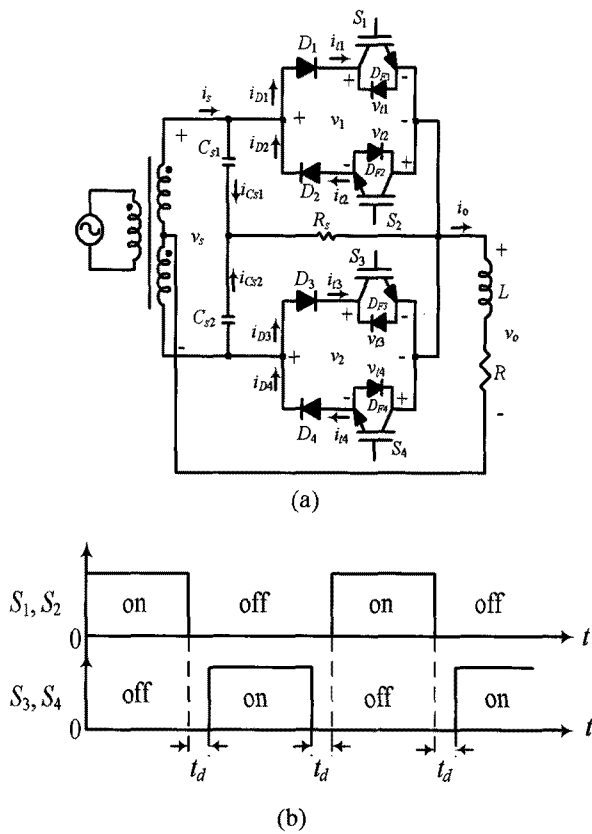 S1
D1
it1
is
iD1
+
-
DF1
vt1
+
+
v1
-
Cs1
iD2
vt2
-
+
DF2
iCs1
D2
it2
S2
Rs
io
vs
S3
+
iCs2
D3
it3
L
+
-
DF3
Cs2
iD3
vt3
vo
-
+
v2
-
iD4
vt4
R
-
+
DF4
D4
it4
-
S4
(a)
S1, S2
on
off
on
off
0
t
S3, S4
off
on
off
on
0
t
td
td
td
(b)